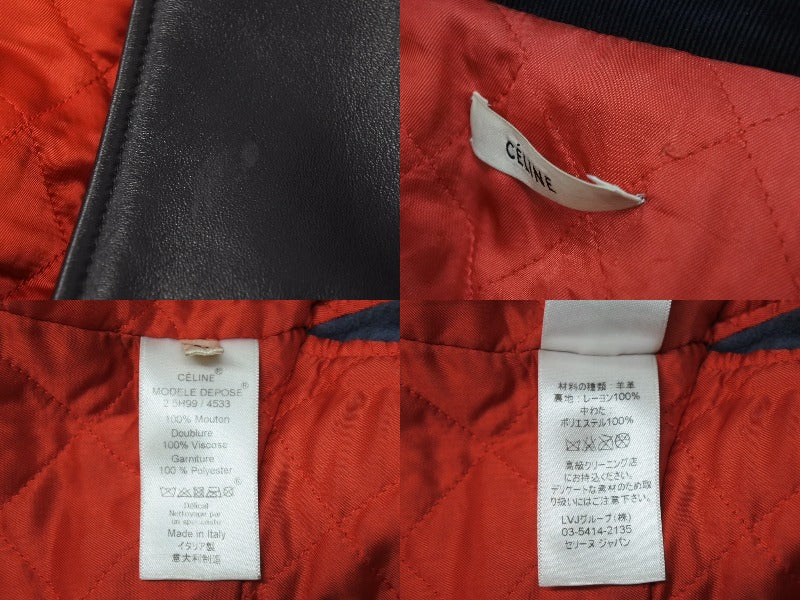 CÉLINE
CÉLINE®
MODELE DEPOSE®
2 5H99 / 4533
100% Mouton
Doublure
100% Viscose
Garniture
100 % Polyester
Délicat
Nettoyage par
un spécialiste
Made in Italy
イタリア製
意大利制造
材料の種類：羊革
裏地：レーヨン100%
中わた：
ポリエステル100%
高級クリーニング店
にお持込ください。
デリケートな素材のため取
り扱いにはご注意下さい。
LVJグループ(株)
03-5414-2135
セリーヌ ジャパン